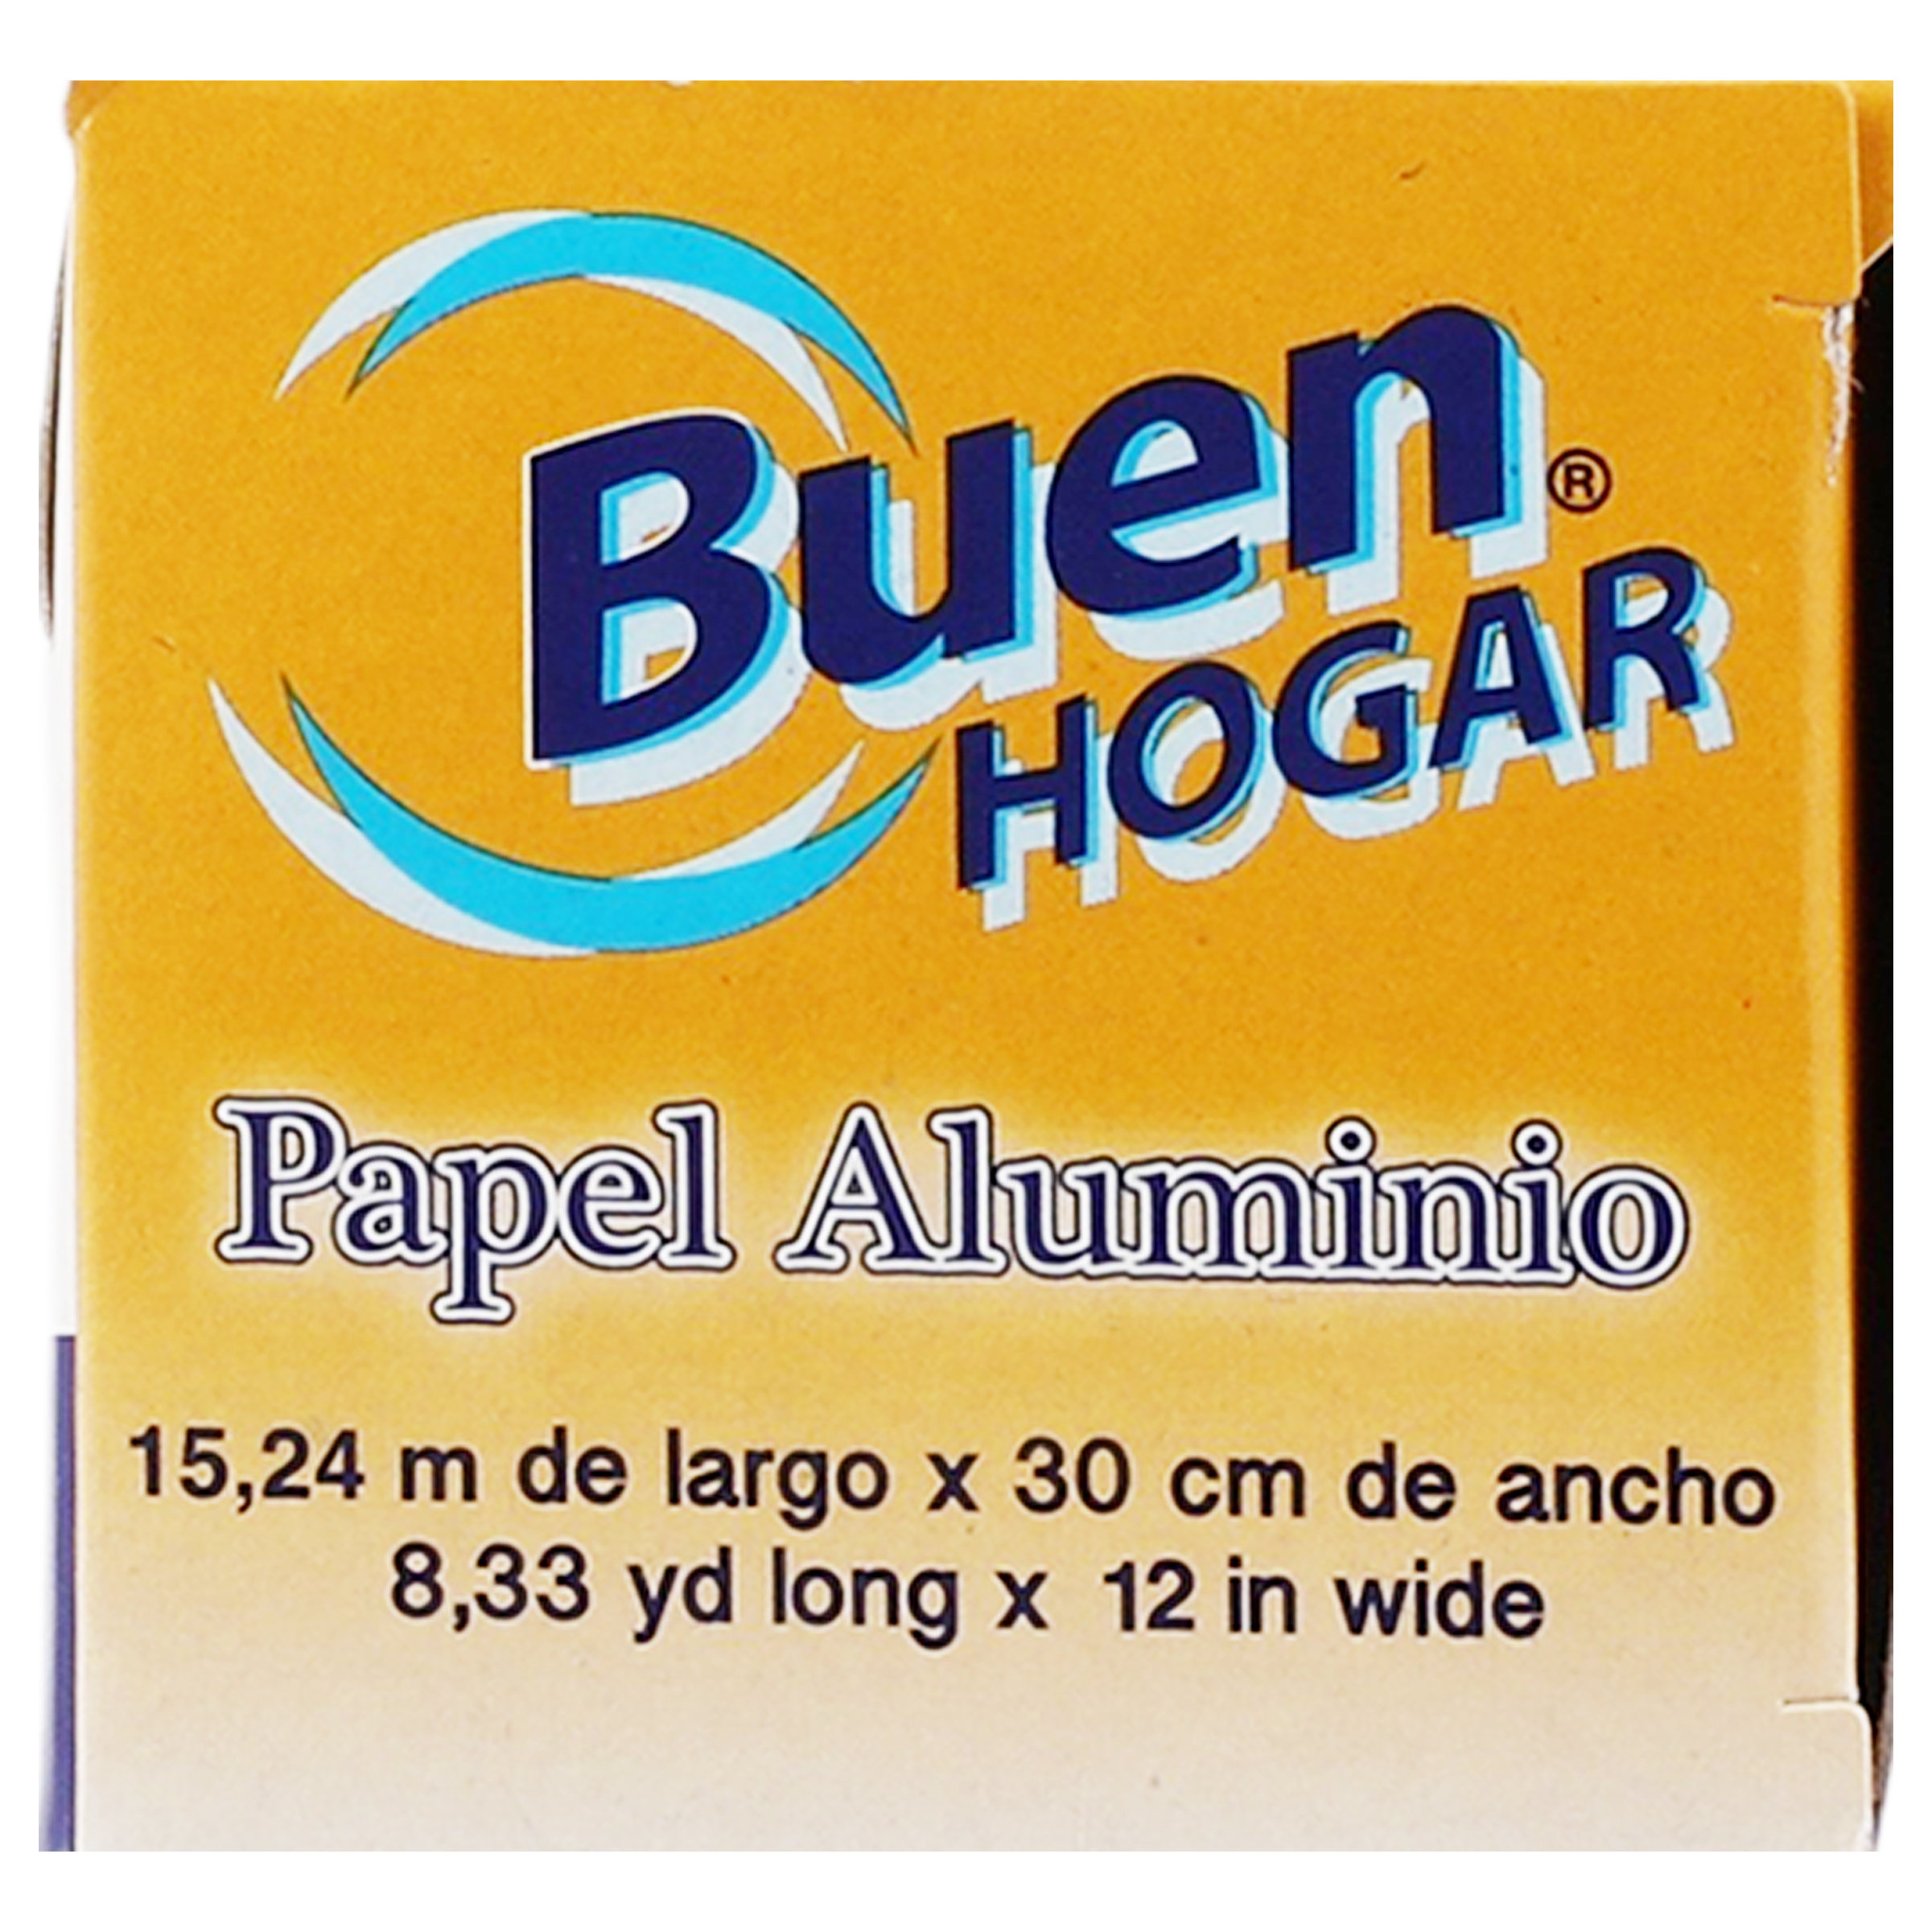 Buen®
HOGAR
Papel Aluminio
15,24 m de largo x 30 cm de ancho
8,33 yd long x 12 in wide